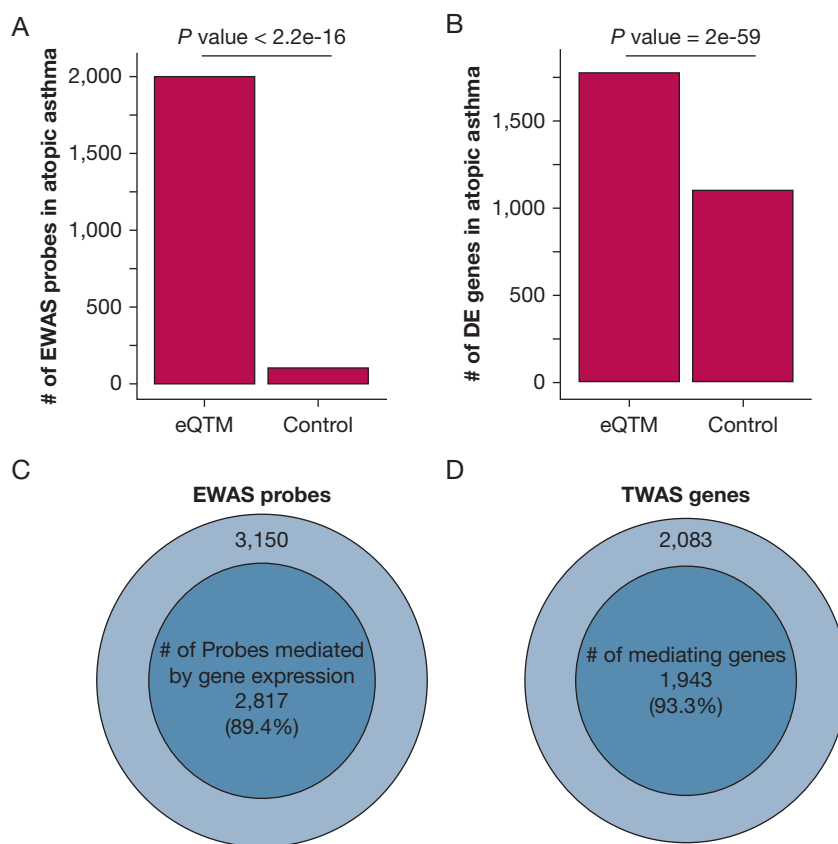 A
P value < 2.2e-16
# of EWAS probes in atopic asthma
2,000
1,500
1,000
500
0
eQTM
Control
B
P value = 2e-59
# of DE genes in atopic asthma
1,500
1,000
500
0
eQTM
Control
C
EWAS probes
3,150
# of Probes mediated
by gene expression
2,817
(89.4%)
D
TWAS genes
2,083
# of mediating genes
1,943
(93.3%)